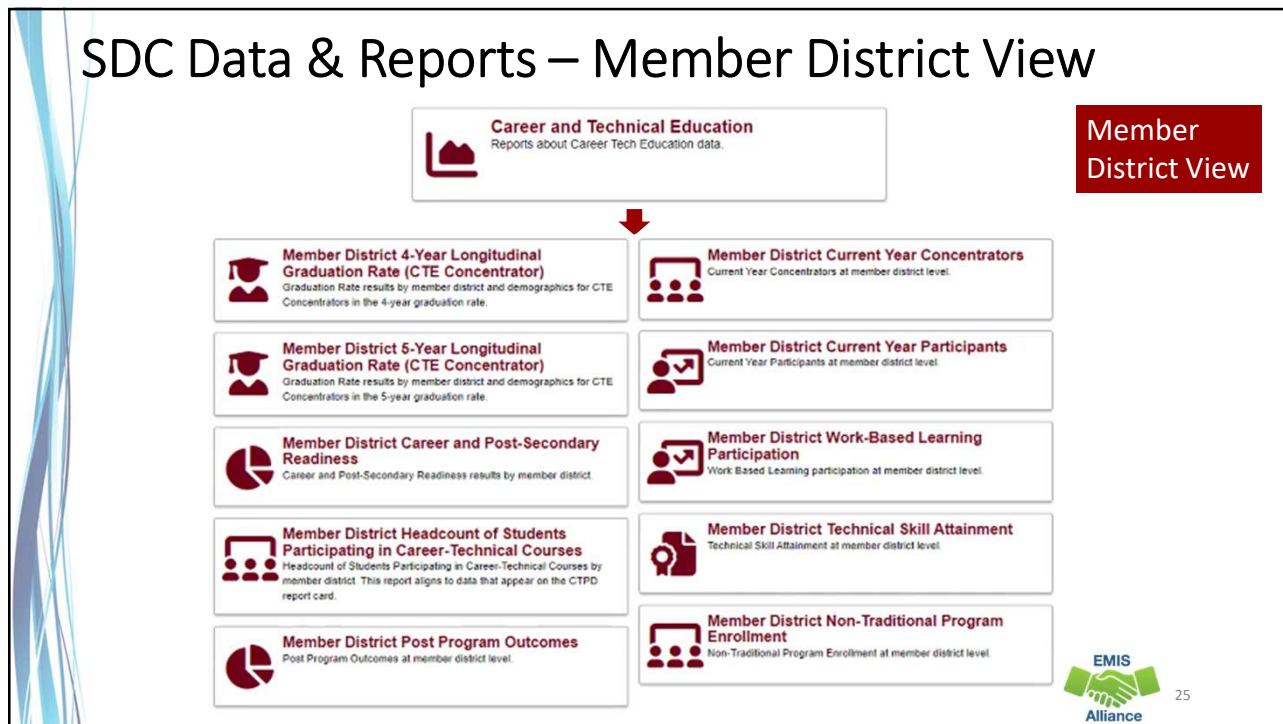 SDC Data & Reports – Member District View
Career and Technical Education
Reports about Career Tech Education data.
Member
District View
Member District 4-Year Longitudinal
Graduation Rate (CTE Concentrator)
Graduation Rate results by member district and demographics for CTE
Concentrators in the 4-year graduation rate.
Member District 5-Year Longitudinal
Graduation Rate (CTE Concentrator)
Graduation Rate results by member district and demographics for CTE
Concentrators in the 5-year graduation rate.
Member District Career and Post-Secondary
Readiness
Career and Post-Secondary Readiness results by member district.
Member District Headcount of Students
Participating in Career-Technical Courses
Headcount of Students Participating in Career-Technical Courses by
member district. This report aligns to data that appear on the CTPD
report card.
Member District Post Program Outcomes
Post Program Outcomes at member district level.
Member District Current Year Concentrators
Current Year Concentrators at member district level.
Member District Current Year Participants
Current Year Participants at member district level.
Member District Work-Based Learning
Participation
Work Based Learning participation at member district level.
Member District Technical Skill Attainment
Technical Skill Attainment at member district level.
Member District Non-Traditional Program
Enrollment
Non-Traditional Program Enrollment at member district level.
EMIS
Alliance
25